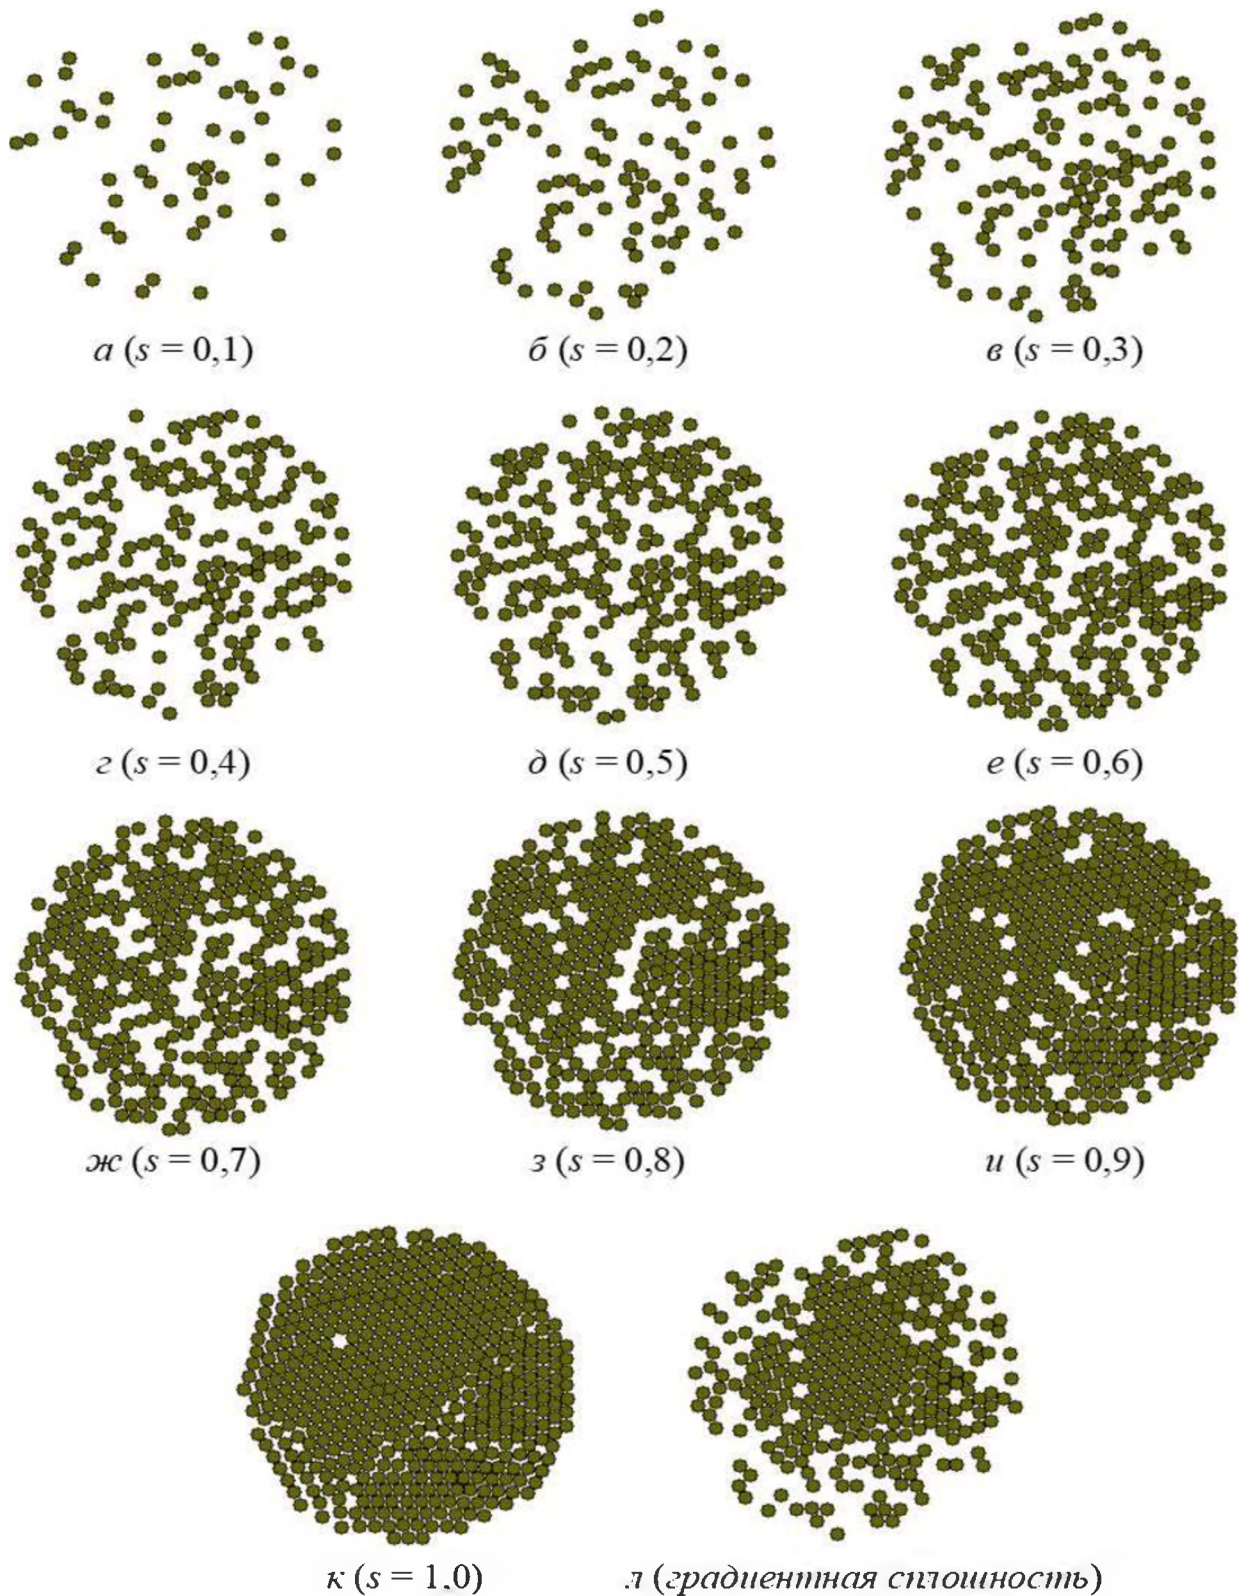 а (s = 0,1)
б (s = 0,2)
в (s = 0,3)
г (s = 0,4)
д (s = 0,5)
е (s = 0,6)
ж (s = 0,7)
з (s = 0,8)
и (s = 0,9)
к (s = 1,0)
л (градиентная сплошность)